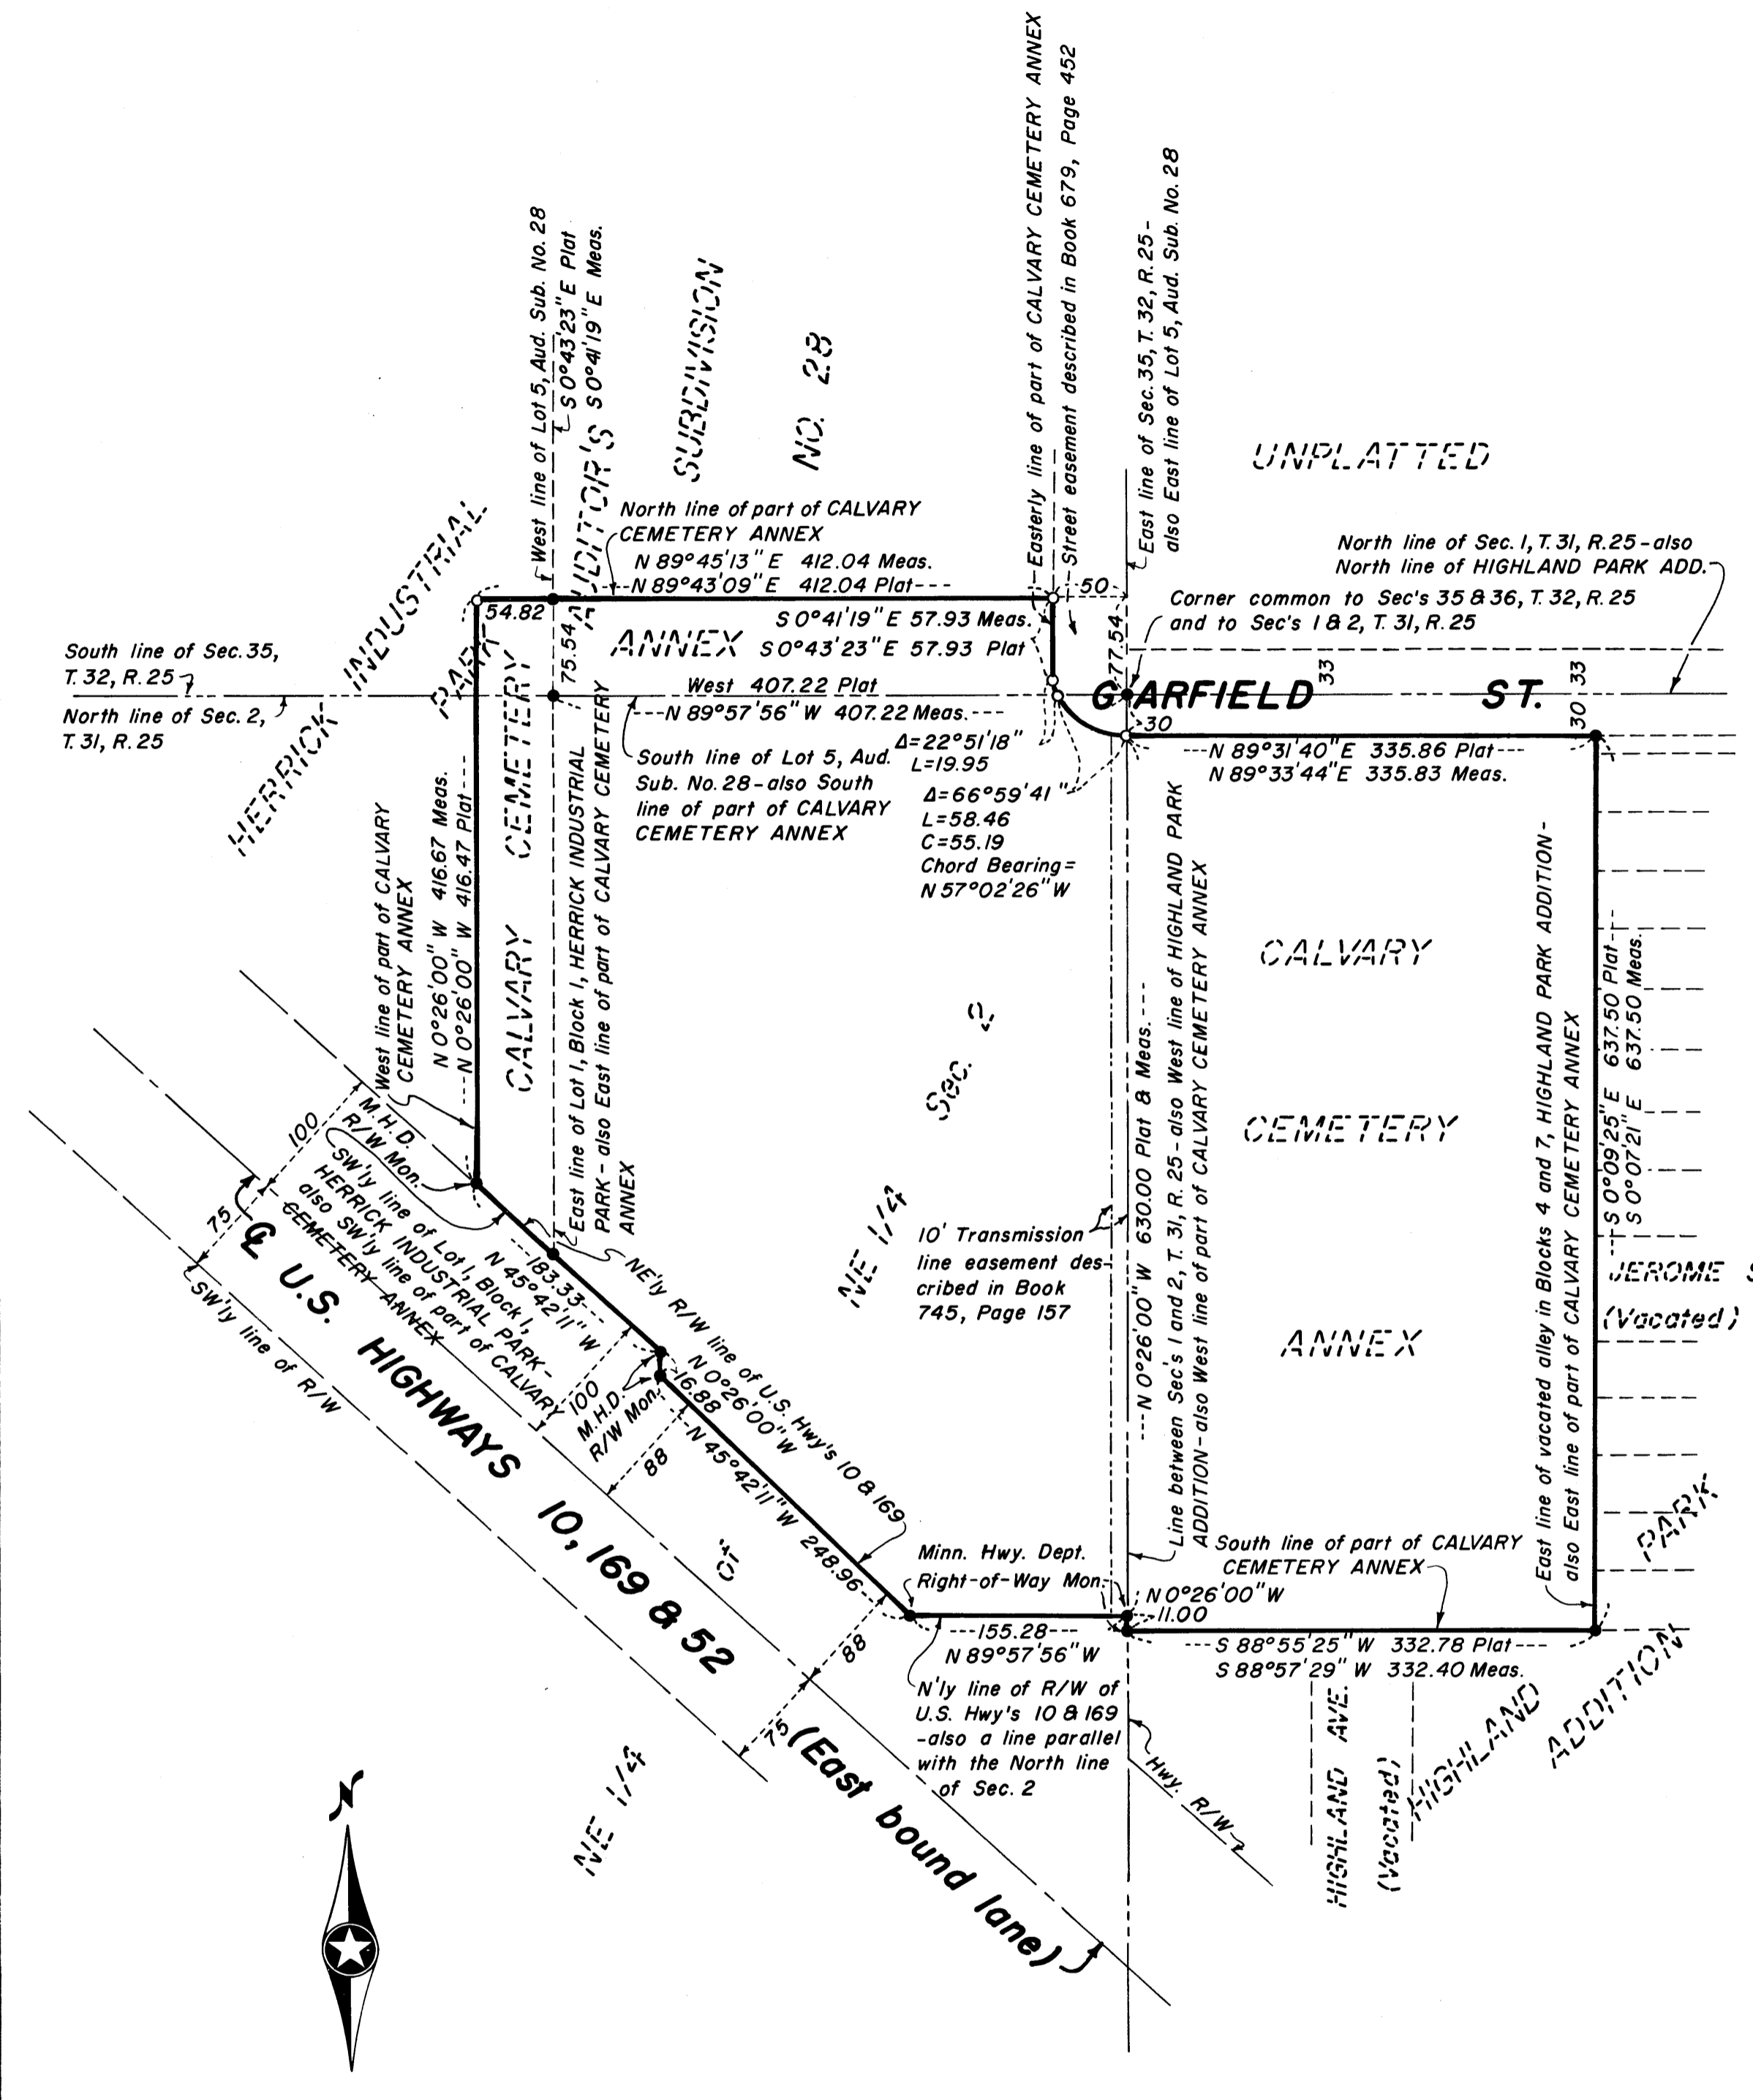 Easterly line of part of CALVARY CEMETERY ANNEX
Street easement described in Book 679, Page 452
East line of Sec. 35, T. 32, R. 25-
also East line of Lot 5, Aud. Sub. No. 28
West line of Lot 5, Aud. Sub. No. 28
S 0°43'23" E Plat
S 0°41'19" E Meas.
AUDITOR'S
SUBDIVISION
NO. 28
UNPLATTED
North line of part of CALVARY
CEMETERY ANNEX
N 89°45'13" E 412.04 Meas.
N 89°43'09" E 412.04 Plat
North line of Sec. 1, T. 31, R. 25-also
North line of HIGHLAND PARK ADD.
Corner common to Sec's 35 & 36, T. 32, R. 25
and to Sec's 1 & 2, T. 31, R. 25
50
77.54
54.82
75.54
S 0°41'19" E 57.93 Meas.
S 0°43'23" E 57.93 Plat
ANNEX
HERRICK
INDUSTRIAL
PARK
South line of Sec. 35,
T. 32, R. 25
North line of Sec. 2,
T. 31, R. 25
West 407.22 Plat
N 89°57'56" W 407.22 Meas.
GARFIELD ST.
33
33
30
30
South line of Lot 5, Aud.
Sub. No. 28-also South
line of part of CALVARY
CEMETERY ANNEX
Δ=22°51'18"
L=19.95
Δ=66°59'41"
L=58.46
C=55.19
Chord Bearing=
N 57°02'26" W
N 89°31'40" E 335.86 Plat
N 89°33'44" E 335.83 Meas.
West line of part of CALVARY
CEMETERY ANNEX
N 0°26'00" W 416.67 Meas.
N 0°26'00" W 416.47 Plat
CALVARY CEMETERY
East line of Lot 1, Block 1, HERRICK INDUSTRIAL
PARK-also East line of part of CALVARY CEMETERY
ANNEX
Sec. 2
NE 1/4
of
NE 1/4
10' Transmission
line easement des-
cribed in Book
745, Page 157
N 0°26'00" W 630.00 Plat & Meas.
Line between Sec's 1 and 2, T. 31, R. 25-also West line of HIGHLAND PARK
ADDITION-also West line of part of CALVARY CEMETERY ANNEX
CALVARY
CEMETERY
ANNEX
East line of vacated alley in Blocks 4 and 7, HIGHLAND PARK ADDITION-
also East line of part of CALVARY CEMETERY ANNEX
S 0°09'25" E 637.50 Plat
S 0°07'21" E 637.50 Meas.
JEROME S
(Vacated)
100
75
M.H.D.
R/W Mon.
SW'ly line of Lot 1, Block 1,
HERRICK INDUSTRIAL PARK-
also SW'ly line of part of CALVARY
CEMETERY ANNEX
SW'ly line of R/W
183.33
N 45°42'11" W
NE'ly R/W line of U.S. Hwy's 10 & 169
N 0°26'00" W
16.88
100
M.H.D.
R/W Mon.
88
N 45°42'11" W 248.96
℄ U.S. HIGHWAYS 10, 169 & 52
(East bound lane)
88
75
Minn. Hwy. Dept.
Right-of-Way Mon.
155.28
N 89°57'56" W
N'ly line of R/W of
U.S. Hwy's 10 & 169
-also a line parallel
with the North line
of Sec. 2
N 0°26'00" W
11.00
South line of part of CALVARY
CEMETERY ANNEX
S 88°55'25" W 332.78 Plat
S 88°57'29" W 332.40 Meas.
Hwy. R/W
HIGHLAND AVE.
(Vacated)
HIGHLAND
PARK
ADDITION
N